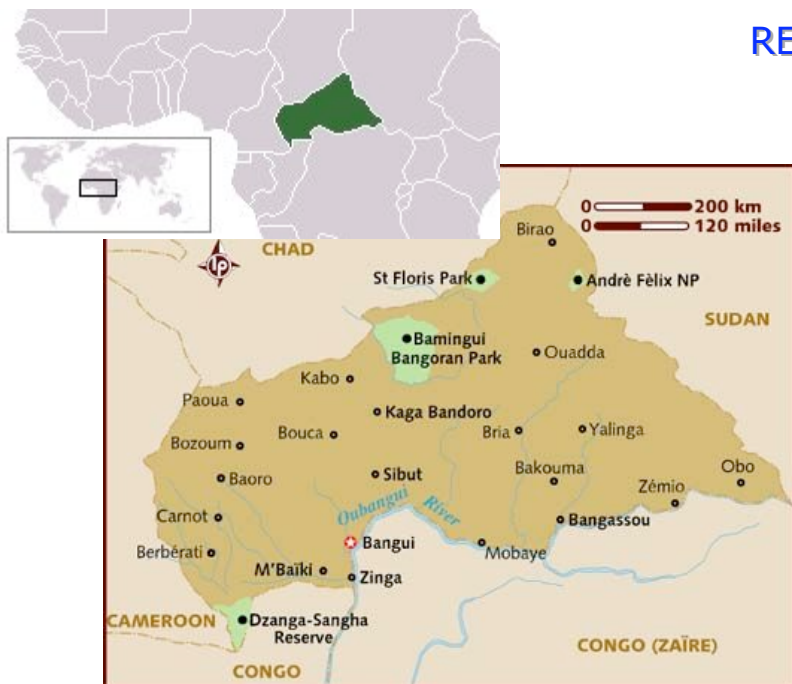 RE
0 200 km
0 120 miles
Birao
CHAD
lp
St Floris Park
Andrè Fèlix NP
SUDAN
Bamingui
Bangoran Park
Ouadda
Kabo
Paoua
Kaga Bandoro
Bouca
Bria
Yalinga
Bozoum
Baoro
Sibut
Bakouma
Obo
Zémio
Oubangui River
Carnot
Bangassou
Bangui
Mobaye
Berbérati
M'Baïki
Zinga
CAMEROON
Dzanga-Sangha
Reserve
CONGO (ZAÏRE)
CONGO